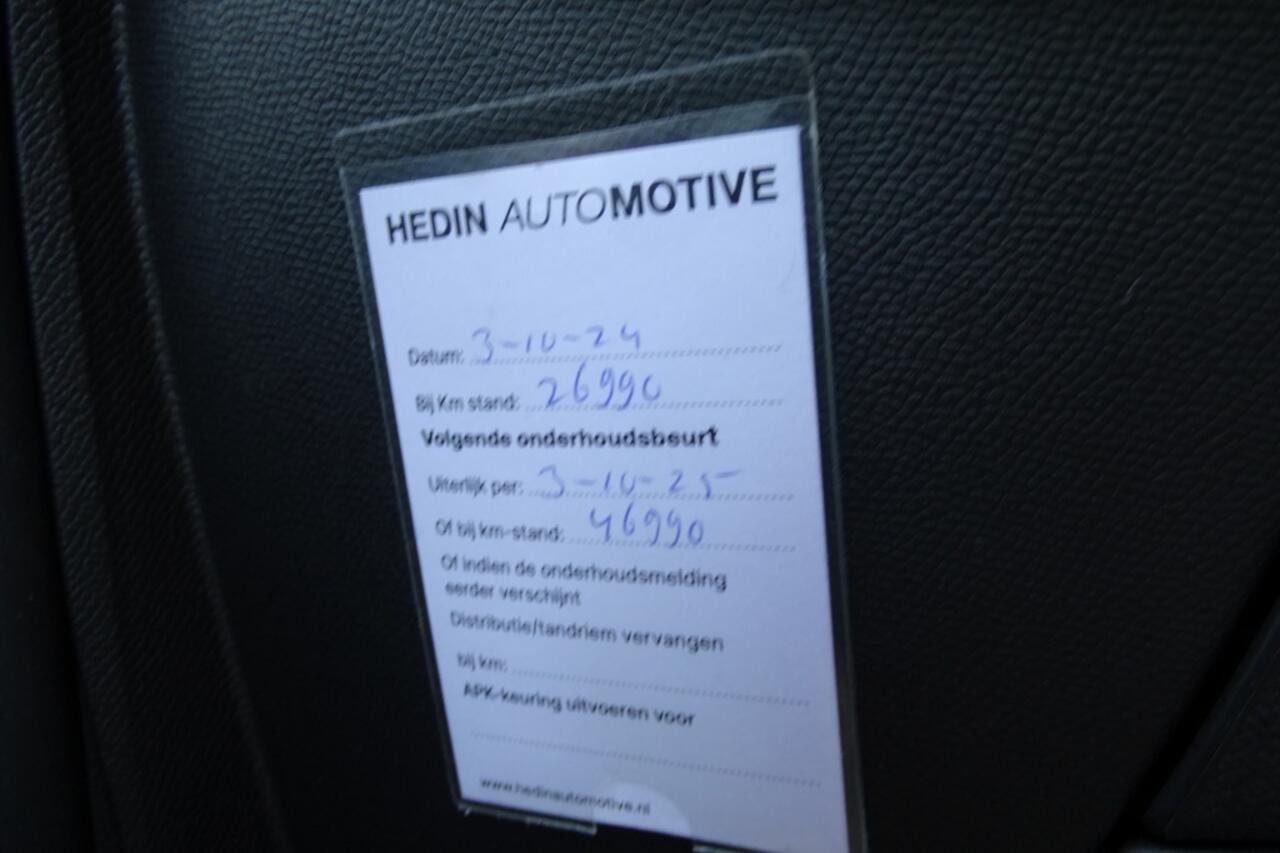 HEDIN AUTOMOTIVE
Datum: 3-10-24
Bij Km stand: 26990
Volgende onderhoudsbeurt
Uiterlijk per: 3-10-25
Of bij km-stand: 46990
Of indien de onderhoudsmelding
eerder verschijnt
Distributie/tandriem vervangen
bij km:
APK-keuring uitvoeren voor
www.hedinautomotive.nl